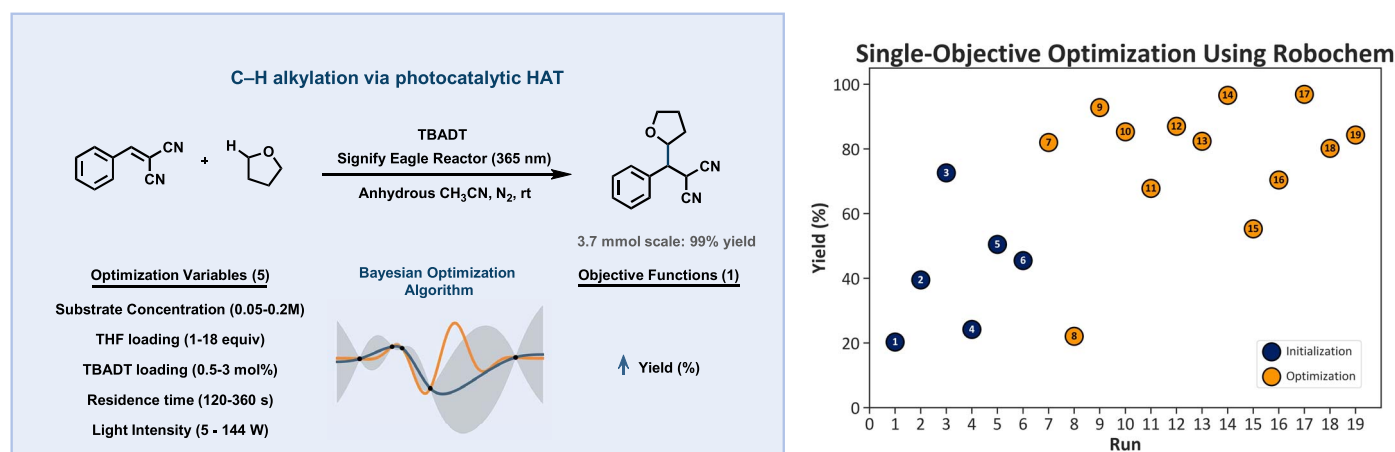 C–H alkylation via photocatalytic HAT
CN
CN
+
H
O
TBADT
Signify Eagle Reactor (365 nm)
Anhydrous CH₃CN, N₂, rt
O
CN
CN
3.7 mmol scale: 99% yield
Optimization Variables (5)
Substrate Concentration (0.05-0.2M)
THF loading (1-18 equiv)
TBADT loading (0.5-3 mol%)
Residence time (120-360 s)
Light Intensity (5 - 144 W)
Bayesian Optimization
Algorithm
Objective Functions (1)
Yield (%)
Single-Objective Optimization Using Robochem
Yield (%)
100
80
60
40
20
0
1
2
3
4
5
6
7
8
9
10
11
12
13
14
15
16
17
18
19
Initialization
Optimization
0 1 2 3 4 5 6 7 8 9 10 11 12 13 14 15 16 17 18 19
Run